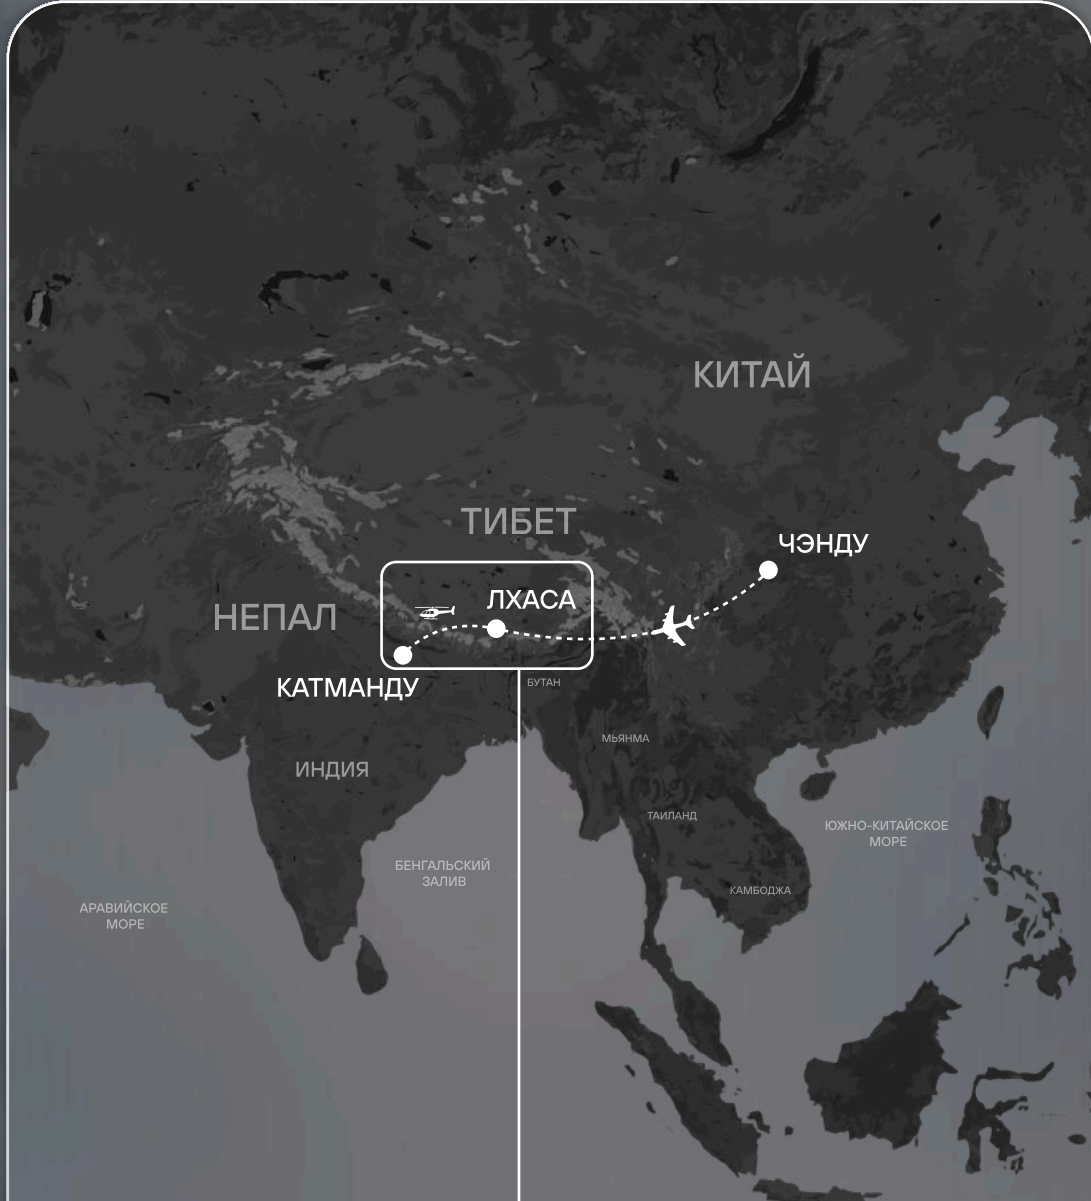 КИТАЙ
ТИБЕТ
ЧЭНДУ
ЛХАСА
НЕПАЛ
КАТМАНДУ
БУТАН
МЬЯНМА
ИНДИЯ
ТАИЛАНД
ЮЖНО-КИТАЙСКОЕ
МОРЕ
БЕНГАЛЬСКИЙ
ЗАЛИВ
КАМБОДЖА
АРАВИЙСКОЕ
МОРЕ